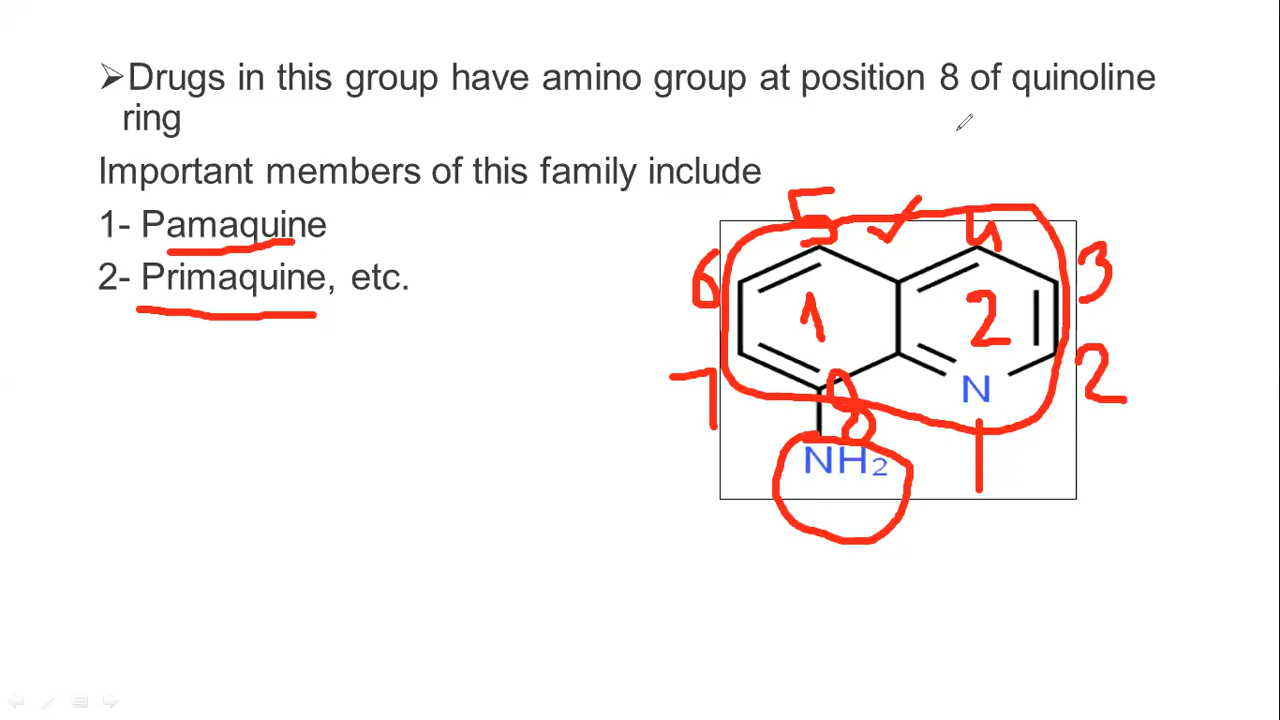 ➢Drugs in this group have amino group at position 8 of quinoline
ring
Important members of this family include
1- Pamaquine
2- Primaquine, etc.
5
4
6
3
1
2
7
2
N
8
NH₂
1